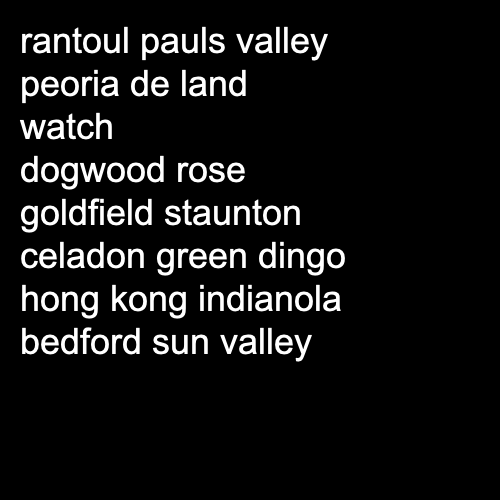 rantoul pauls valley
peoria de land
watch
dogwood rose
goldfield staunton
celadon green dingo
hong kong indianola
bedford sun valley